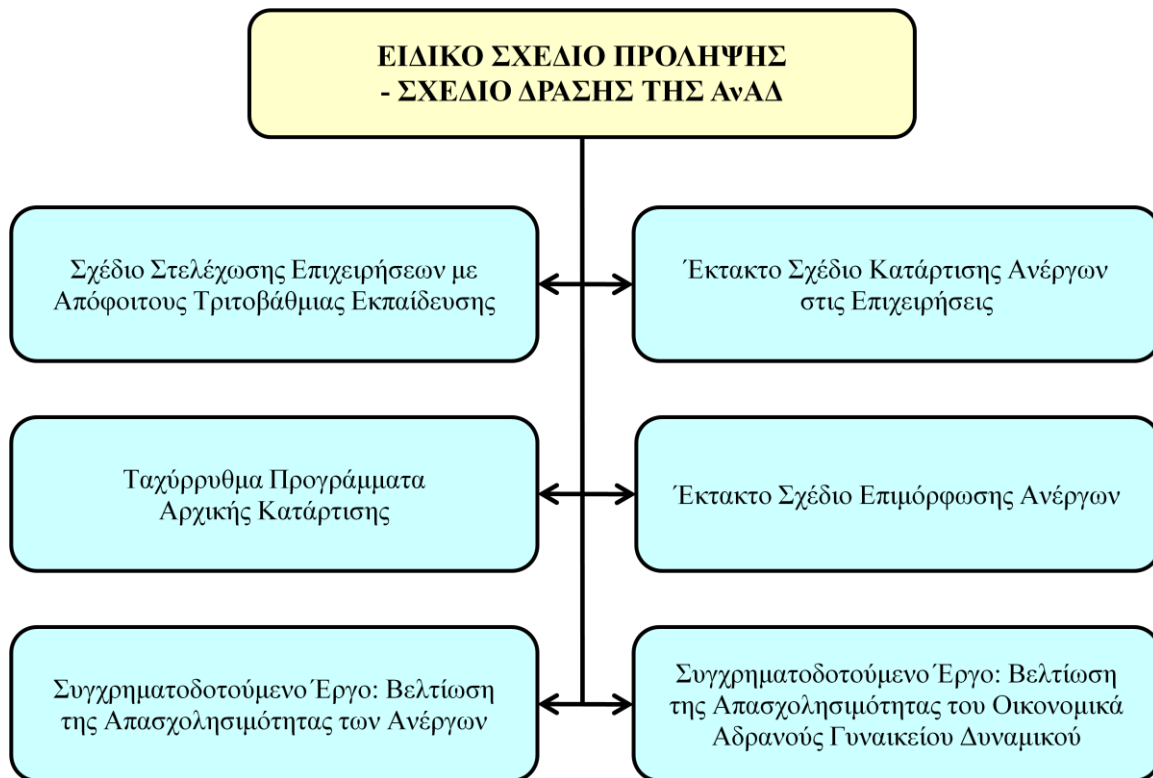 ΕΙΔΙΚΟ ΣΧΕΔΙΟ ΠΡΟΛΗΨΗΣ
- ΣΧΕΔΙΟ ΔΡΑΣΗΣ ΤΗΣ ΑνΑΔ
Σχέδιο Στελέχωσης Επιχειρήσεων με
Απόφοιτους Τριτοβάθμιας Εκπαίδευσης
Έκτακτο Σχέδιο Κατάρτισης Ανέργων
στις Επιχειρήσεις
Ταχύρρυθμα Προγράμματα
Αρχικής Κατάρτισης
Έκτακτο Σχέδιο Επιμόρφωσης Ανέργων
Συγχρηματοδοτούμενο Έργο: Βελτίωση
της Απασχολησιμότητας των Ανέργων
Συγχρηματοδοτούμενο Έργο: Βελτίωση
της Απασχολησιμότητας του Οικονομικά
Αδρανούς Γυναικείου Δυναμικού